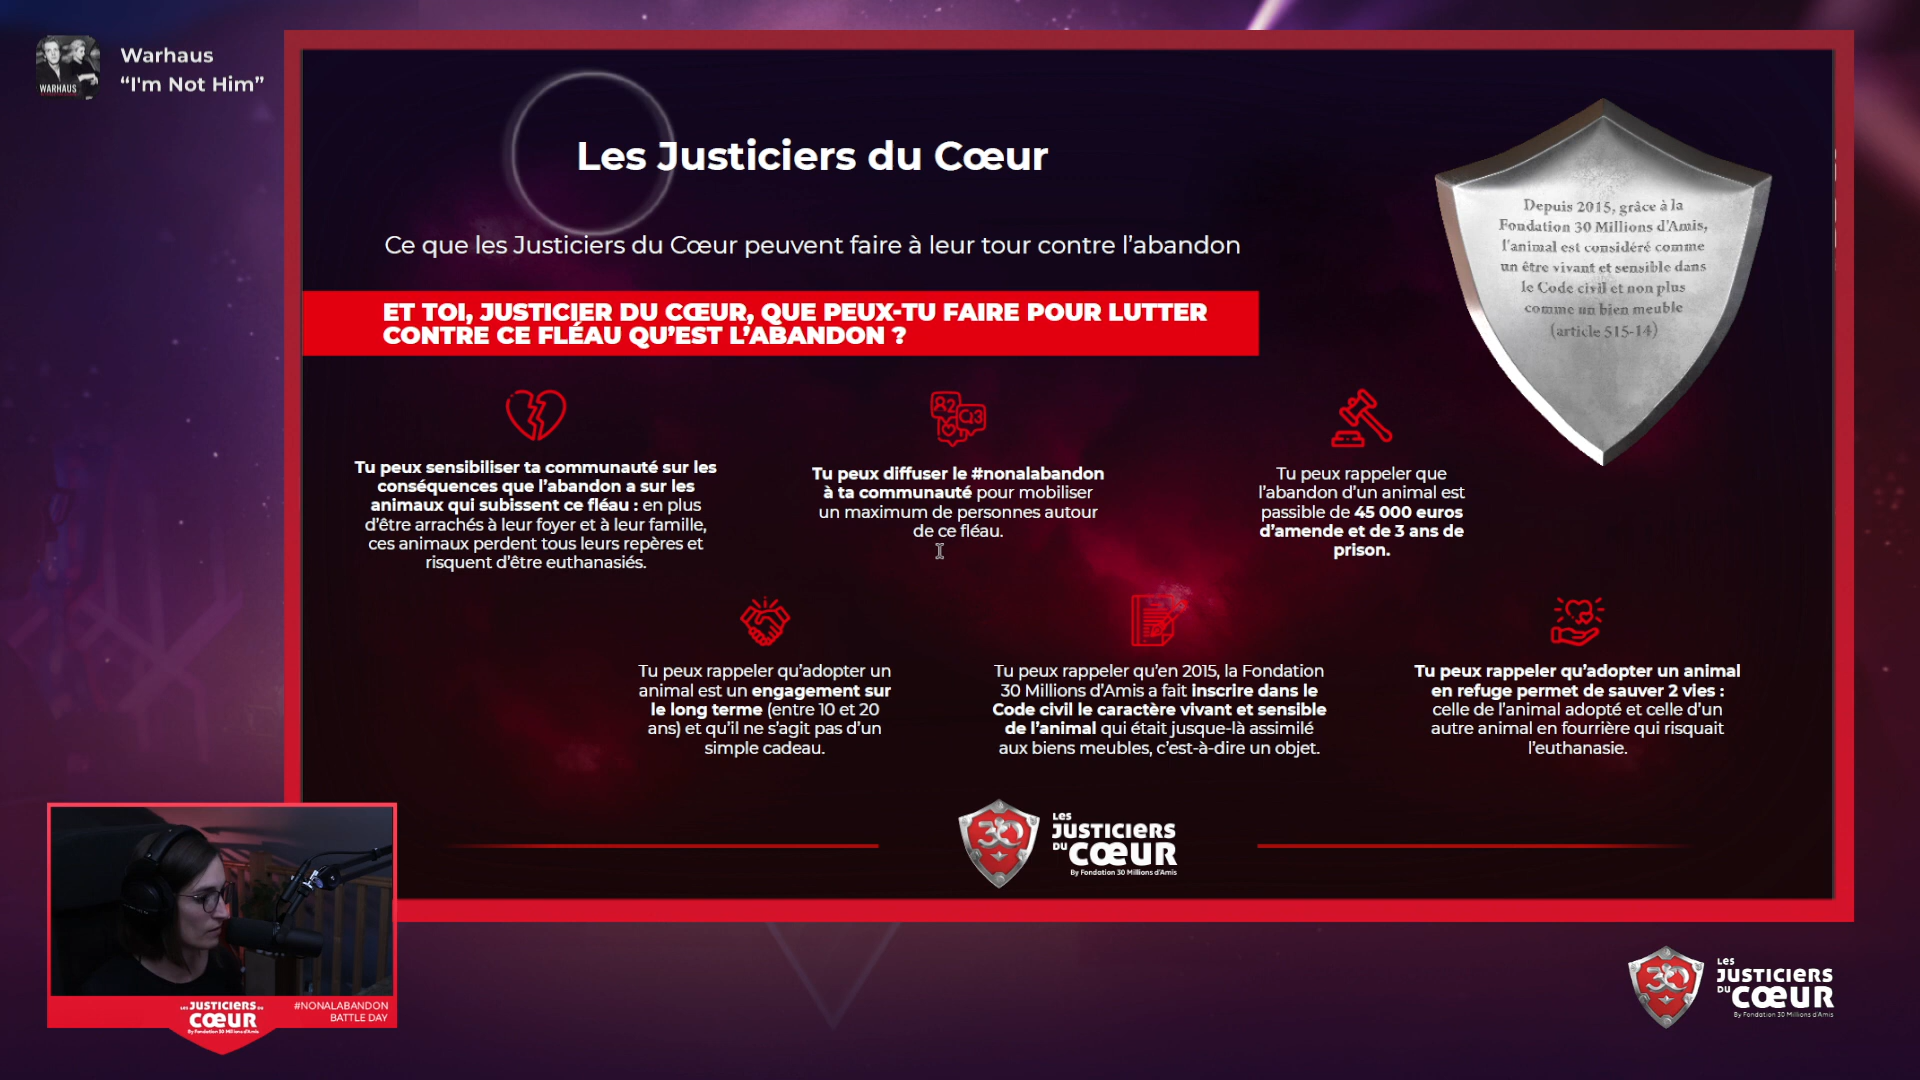 Warhaus
“I'm Not Him”
WARHAUS
Les Justiciers du Cœur
Ce que les Justiciers du Cœur peuvent faire à leur tour contre l’abandon
ET TOI, JUSTICIER DU CŒUR, QUE PEUX-TU FAIRE POUR LUTTER
CONTRE CE FLÉAU QU’EST L’ABANDON ?
Depuis 2015, grâce à la
Fondation 30 Millions d'Amis,
l'animal est considéré comme
un être vivant et sensible dans
le Code civil et non plus
comme un bien meuble
(article 515-14)
Tu peux sensibiliser ta communauté sur les
conséquences que l’abandon a sur les
animaux qui subissent ce fléau : en plus
d’être arrachés à leur foyer et à leur famille,
ces animaux perdent tous leurs repères et
risquent d’être euthanasiés.
Tu peux diffuser le #nonalabandon
à ta communauté pour mobiliser
un maximum de personnes autour
de ce fléau.
Tu peux rappeler que
l’abandon d’un animal est
passible de 45 000 euros
d’amende et de 3 ans de
prison.
Tu peux rappeler qu’adopter un
animal est un engagement sur
le long terme (entre 10 et 20
ans) et qu’il ne s’agit pas d’un
simple cadeau.
Tu peux rappeler qu’en 2015, la Fondation
30 Millions d’Amis a fait inscrire dans le
Code civil le caractère vivant et sensible
de l’animal qui était jusque-là assimilé
aux biens meubles, c’est-à-dire un objet.
Tu peux rappeler qu’adopter un animal
en refuge permet de sauver 2 vies :
celle de l’animal adopté et celle d’un
autre animal en fourrière qui risquait
l’euthanasie.
30
LES
JUSTICIERS
DU CŒUR
By Fondation 30 Millions d'Amis
LES JUSTICIERS DU
CŒUR
By Fondation 30 Millions d'Amis
#NONALABANDON
BATTLE DAY
30
LES
JUSTICIERS
DU CŒUR
By Fondation 30 Millions d'Amis